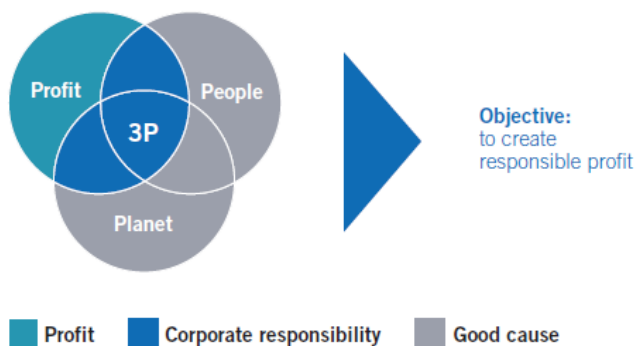 Profit
People
3P
Planet
Objective:
to create
responsible profit
Profit
Corporate responsibility
Good cause